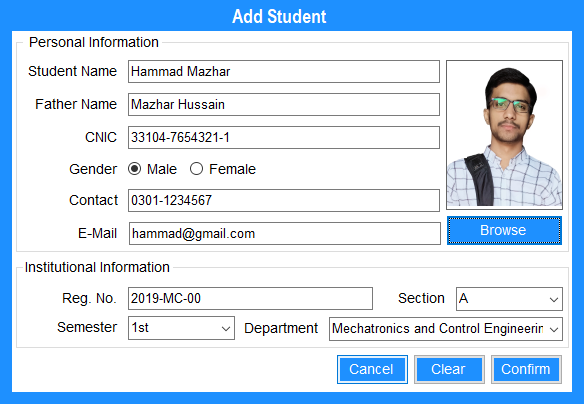 Add Student
Personal Information
Student Name Hammad Mazhar
Father Name Mazhar Hussain
CNIC 33104-7654321-1
Gender Male Female
Contact 0301-1234567
E-Mail hammad@gmail.com
Browse
Institutional Information
Reg. No. 2019-MC-00 Section A
Semester 1st Department Mechatronics and Control Engineerin
Cancel Clear Confirm